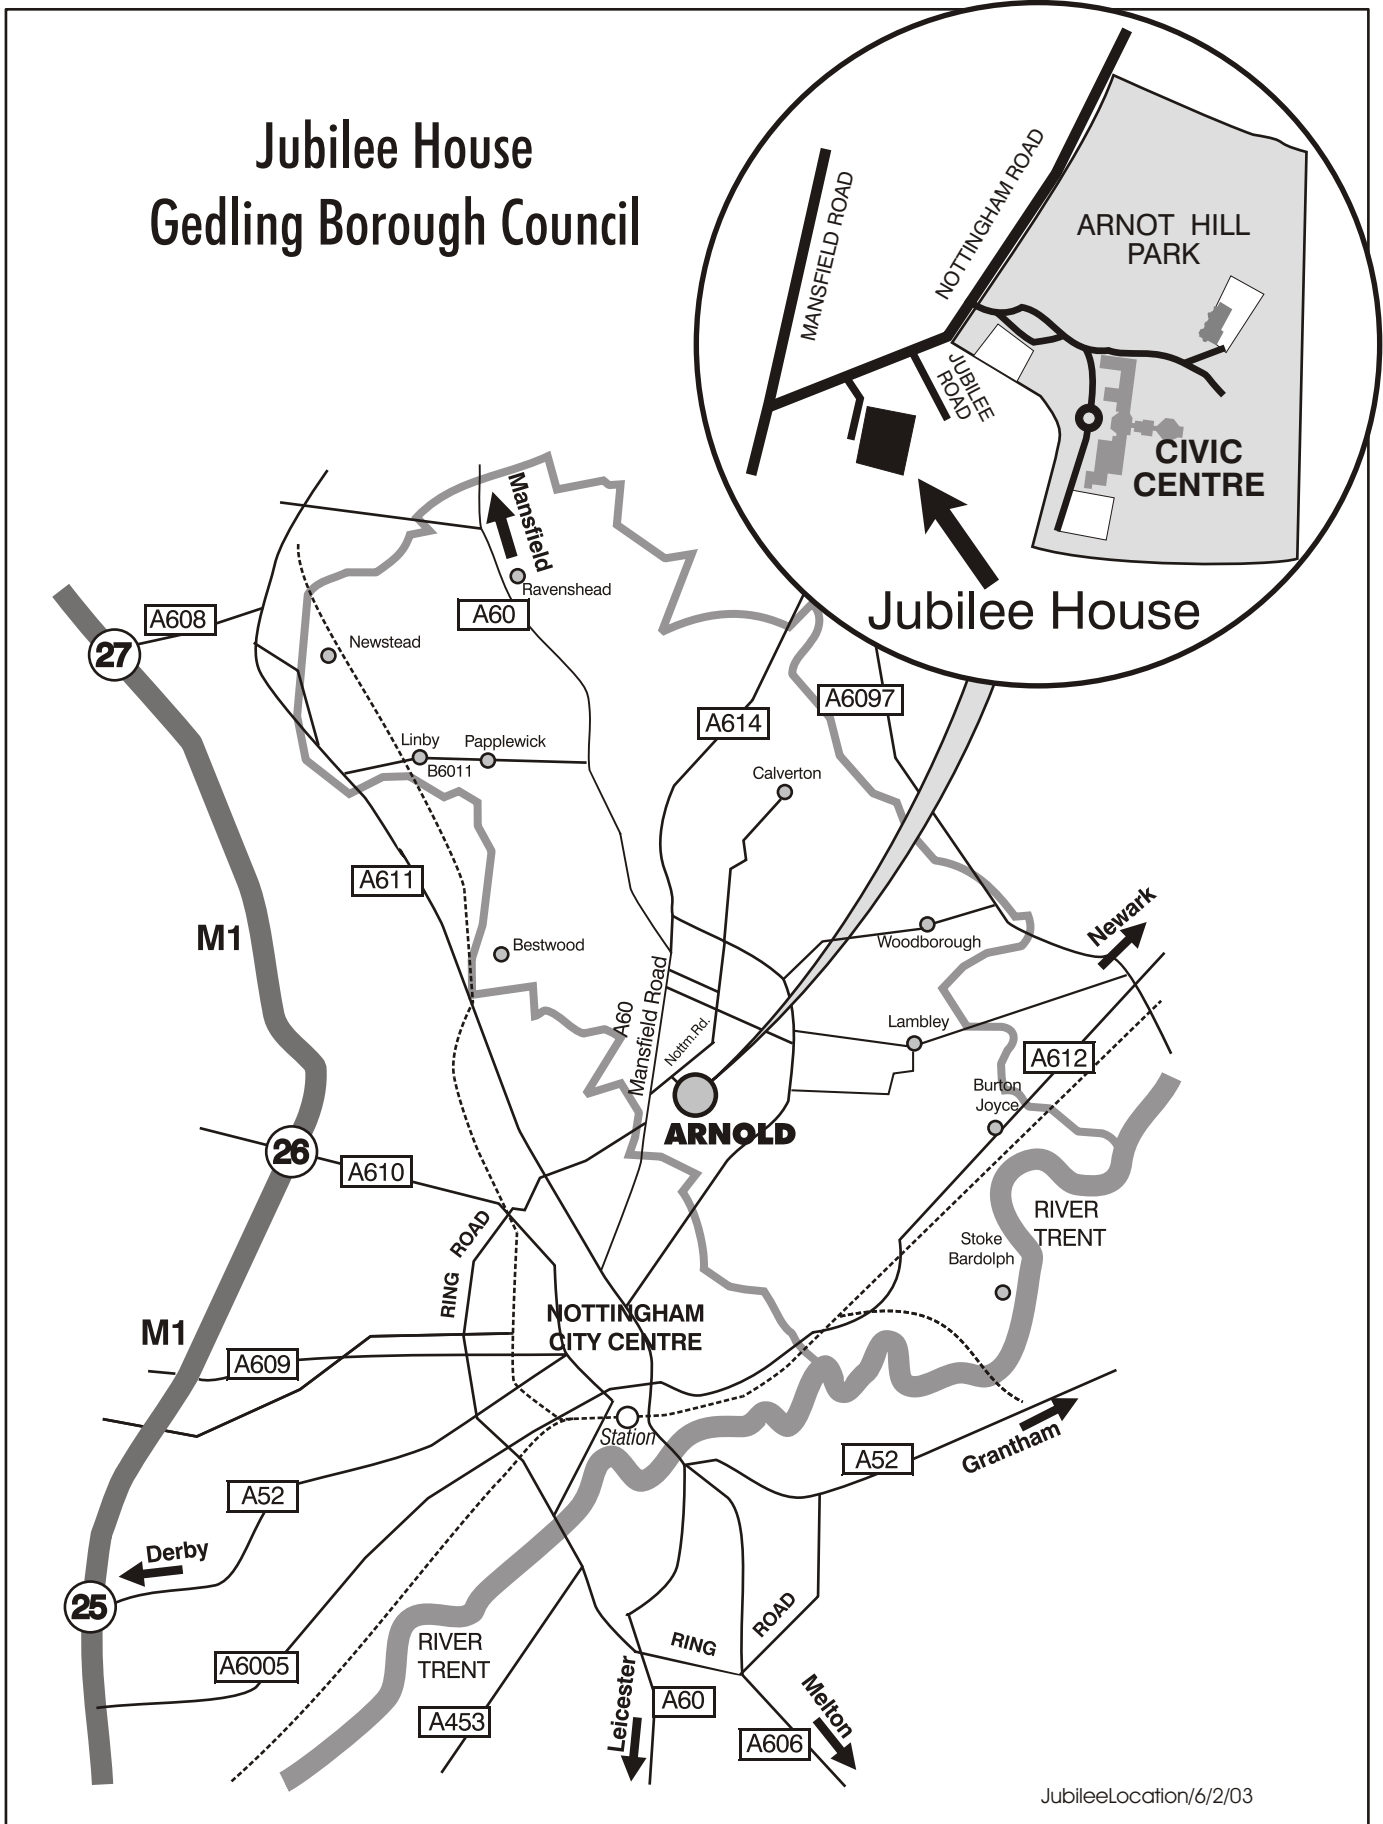 Jubilee House
Gedling Borough Council
MANSFIELD ROAD
NOTTINGHAM ROAD
ARNOT HILL
PARK
JUBILEE
ROAD
CIVIC
CENTRE
Jubilee House
Mansfield
Ravenshead
A60
A608
27
Newstead
A6097
A614
Linby
Papplewick
B6011
Calverton
A611
M1
Newark
Woodborough
Bestwood
A60
Mansfield Road
Nottm.Rd.
Lambley
A612
Burton
Joyce
ARNOLD
26
A610
RING
ROAD
RIVER
TRENT
Stoke
Bardolph
NOTTINGHAM
CITY CENTRE
M1
A609
Station
Grantham
A52
A52
Derby
25
RIVER
TRENT
RING
ROAD
A6005
Leicester
A60
Melton
A453
A606
JubileeLocation/6/2/03